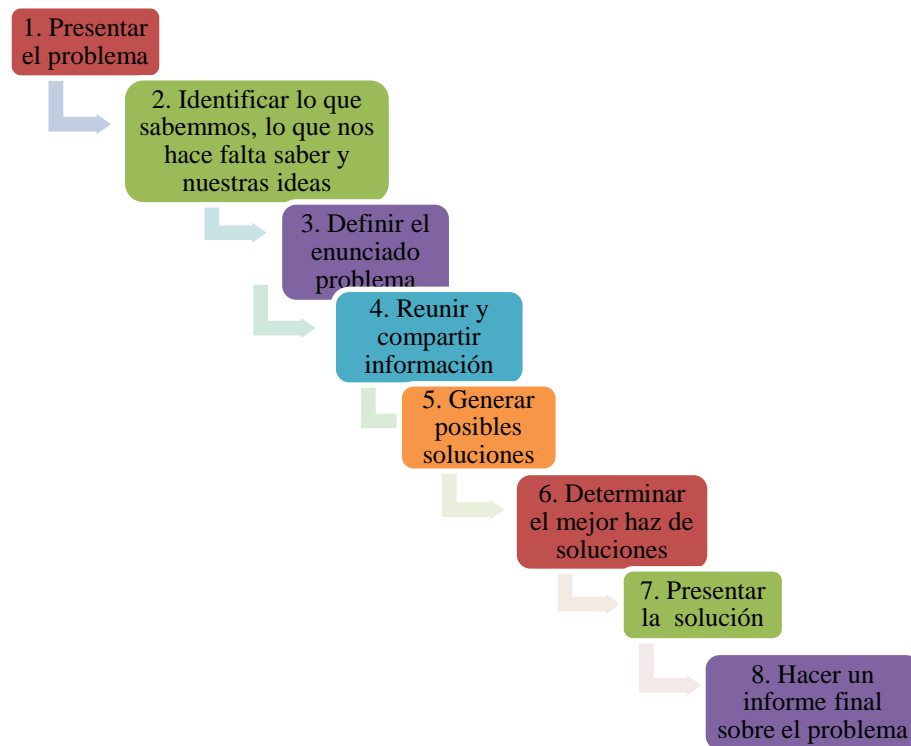 1. Presentar
el problema
2. Identificar lo que
sabemmos, lo que nos
hace falta saber y
nuestras ideas
3. Definir el
enunciado
problema
4. Reunir y
compartir
información
5. Generar
posibles
soluciones
6. Determinar
el mejor haz de
soluciones
7. Presentar
la solución
8. Hacer un
informe final
sobre el problema